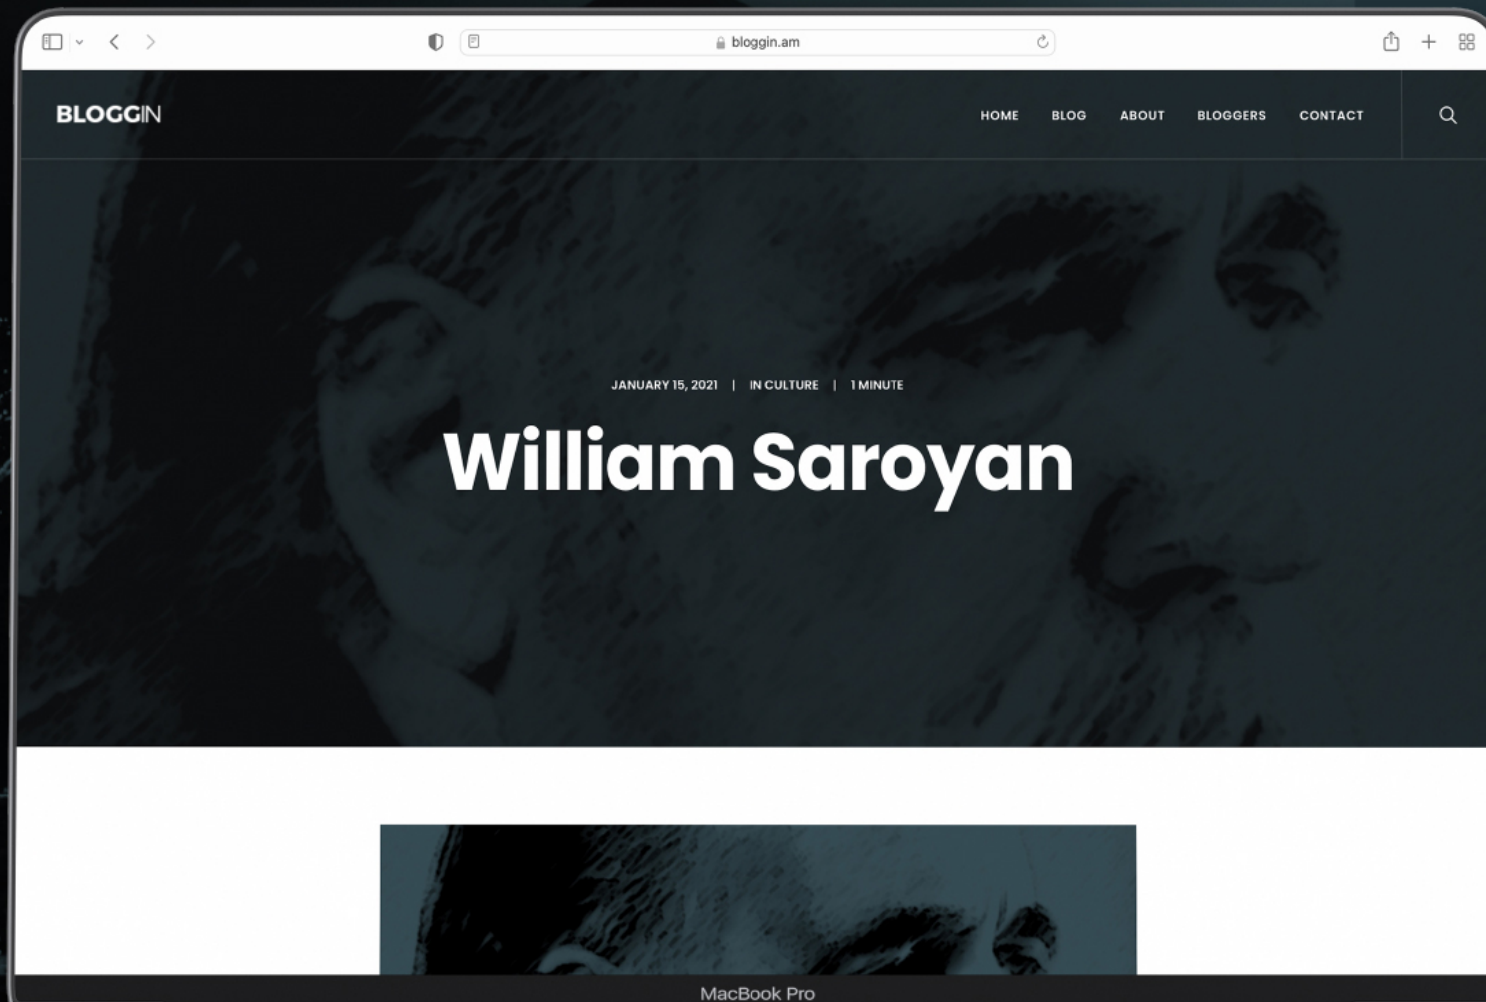 bloggin.am
BLOGGIN
HOME BLOG ABOUT BLOGGERS CONTACT
JANUARY 15, 2021 | IN CULTURE | 1 MINUTE
William Saroyan
MacBook Pro